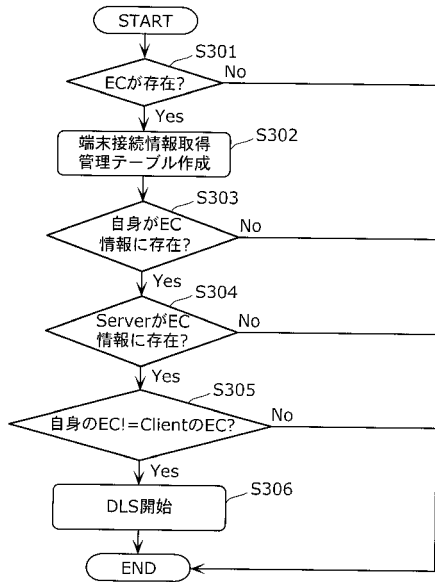 START
S301
ECが存在?
No
Yes
S302
端末接続情報取得
管理テーブル作成
S303
自身がEC
情報に存在?
No
Yes
S304
ServerがEC
情報に存在?
No
Yes
S305
自身のEC!=ClientのEC?
No
Yes
S306
DLS開始
END